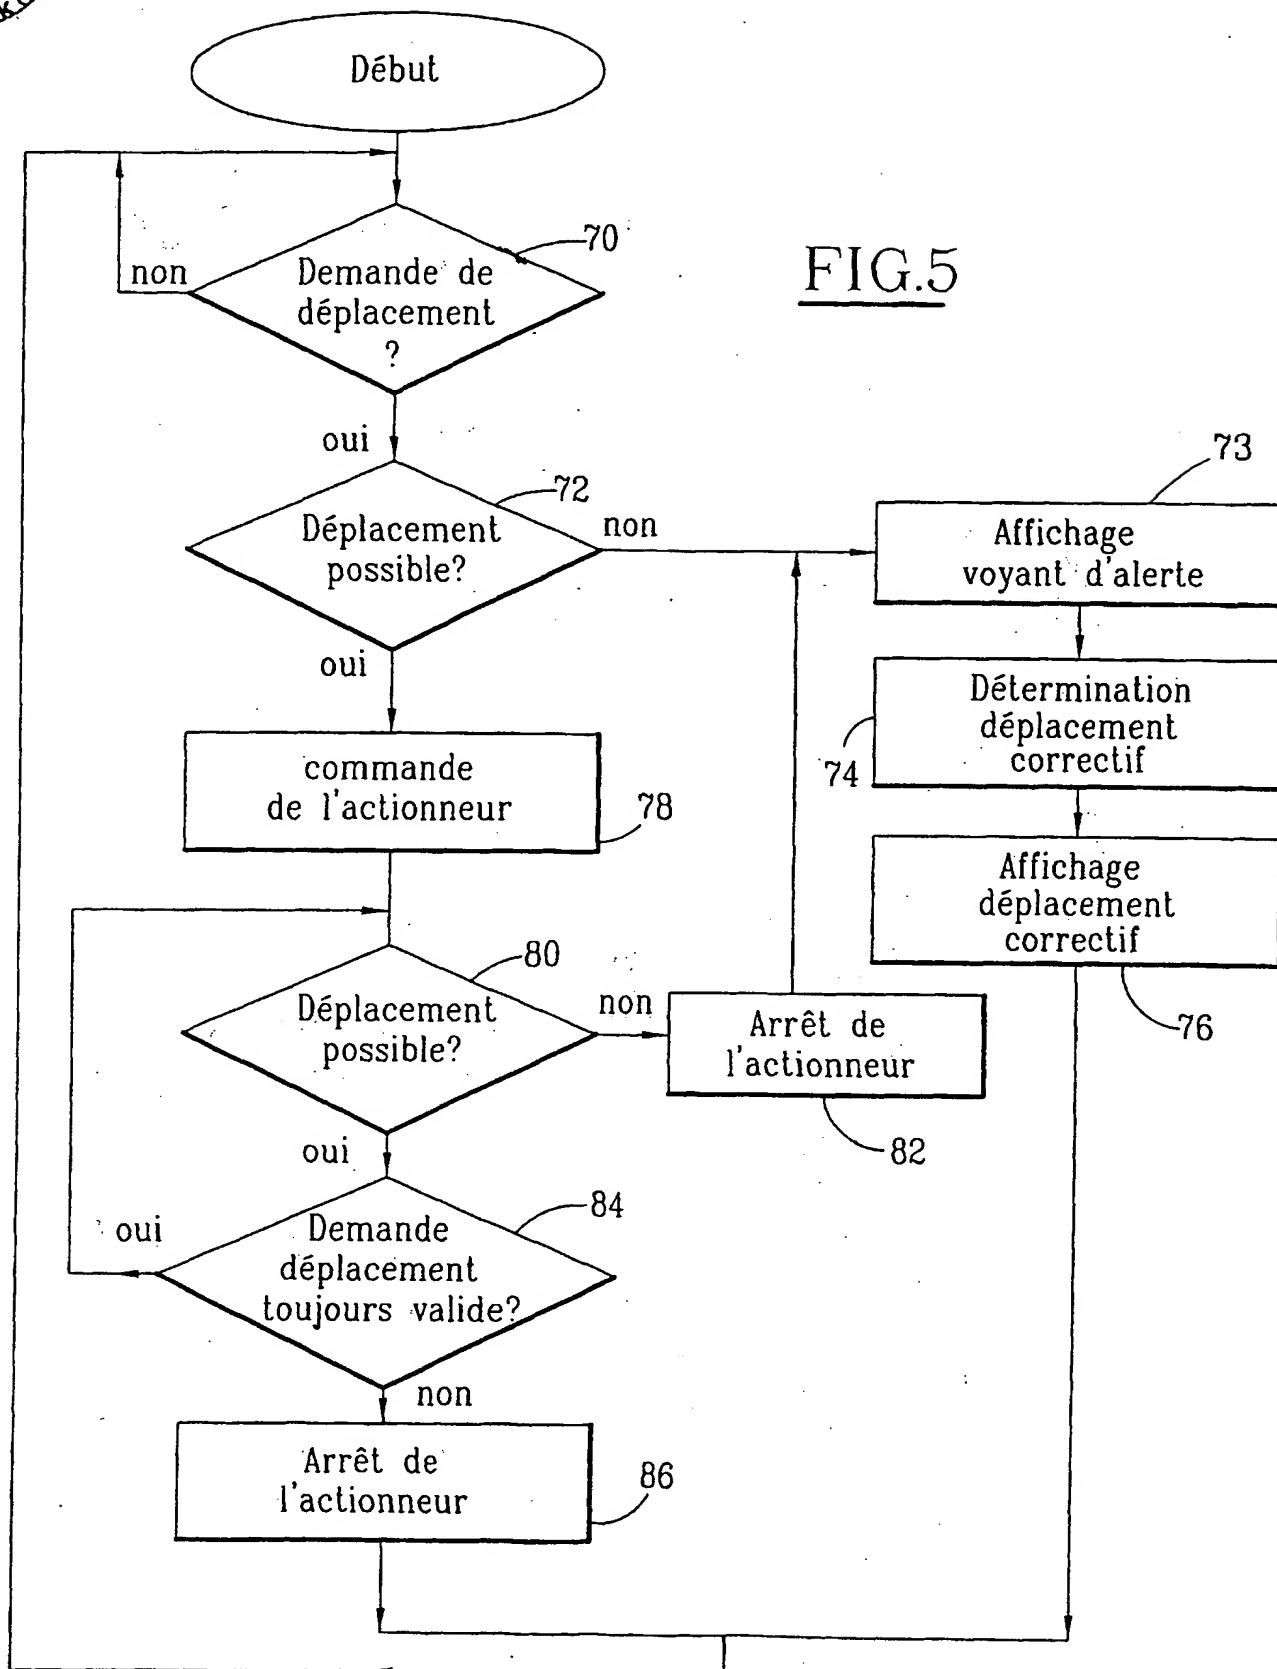 Début
70
non
Demande de
déplacement
?
FIG.5
oui
72
Déplacement
possible?
non
73
Affichage
voyant d'alerte
oui
Détermination
déplacement
correctif
74
commande
de l'actionneur
78
Affichage
déplacement
correctif
76
80
Déplacement
possible?
non
Arrêt de
l'actionneur
82
oui
84
oui
Demande
déplacement
toujours valide?
non
Arrêt de
l'actionneur
86